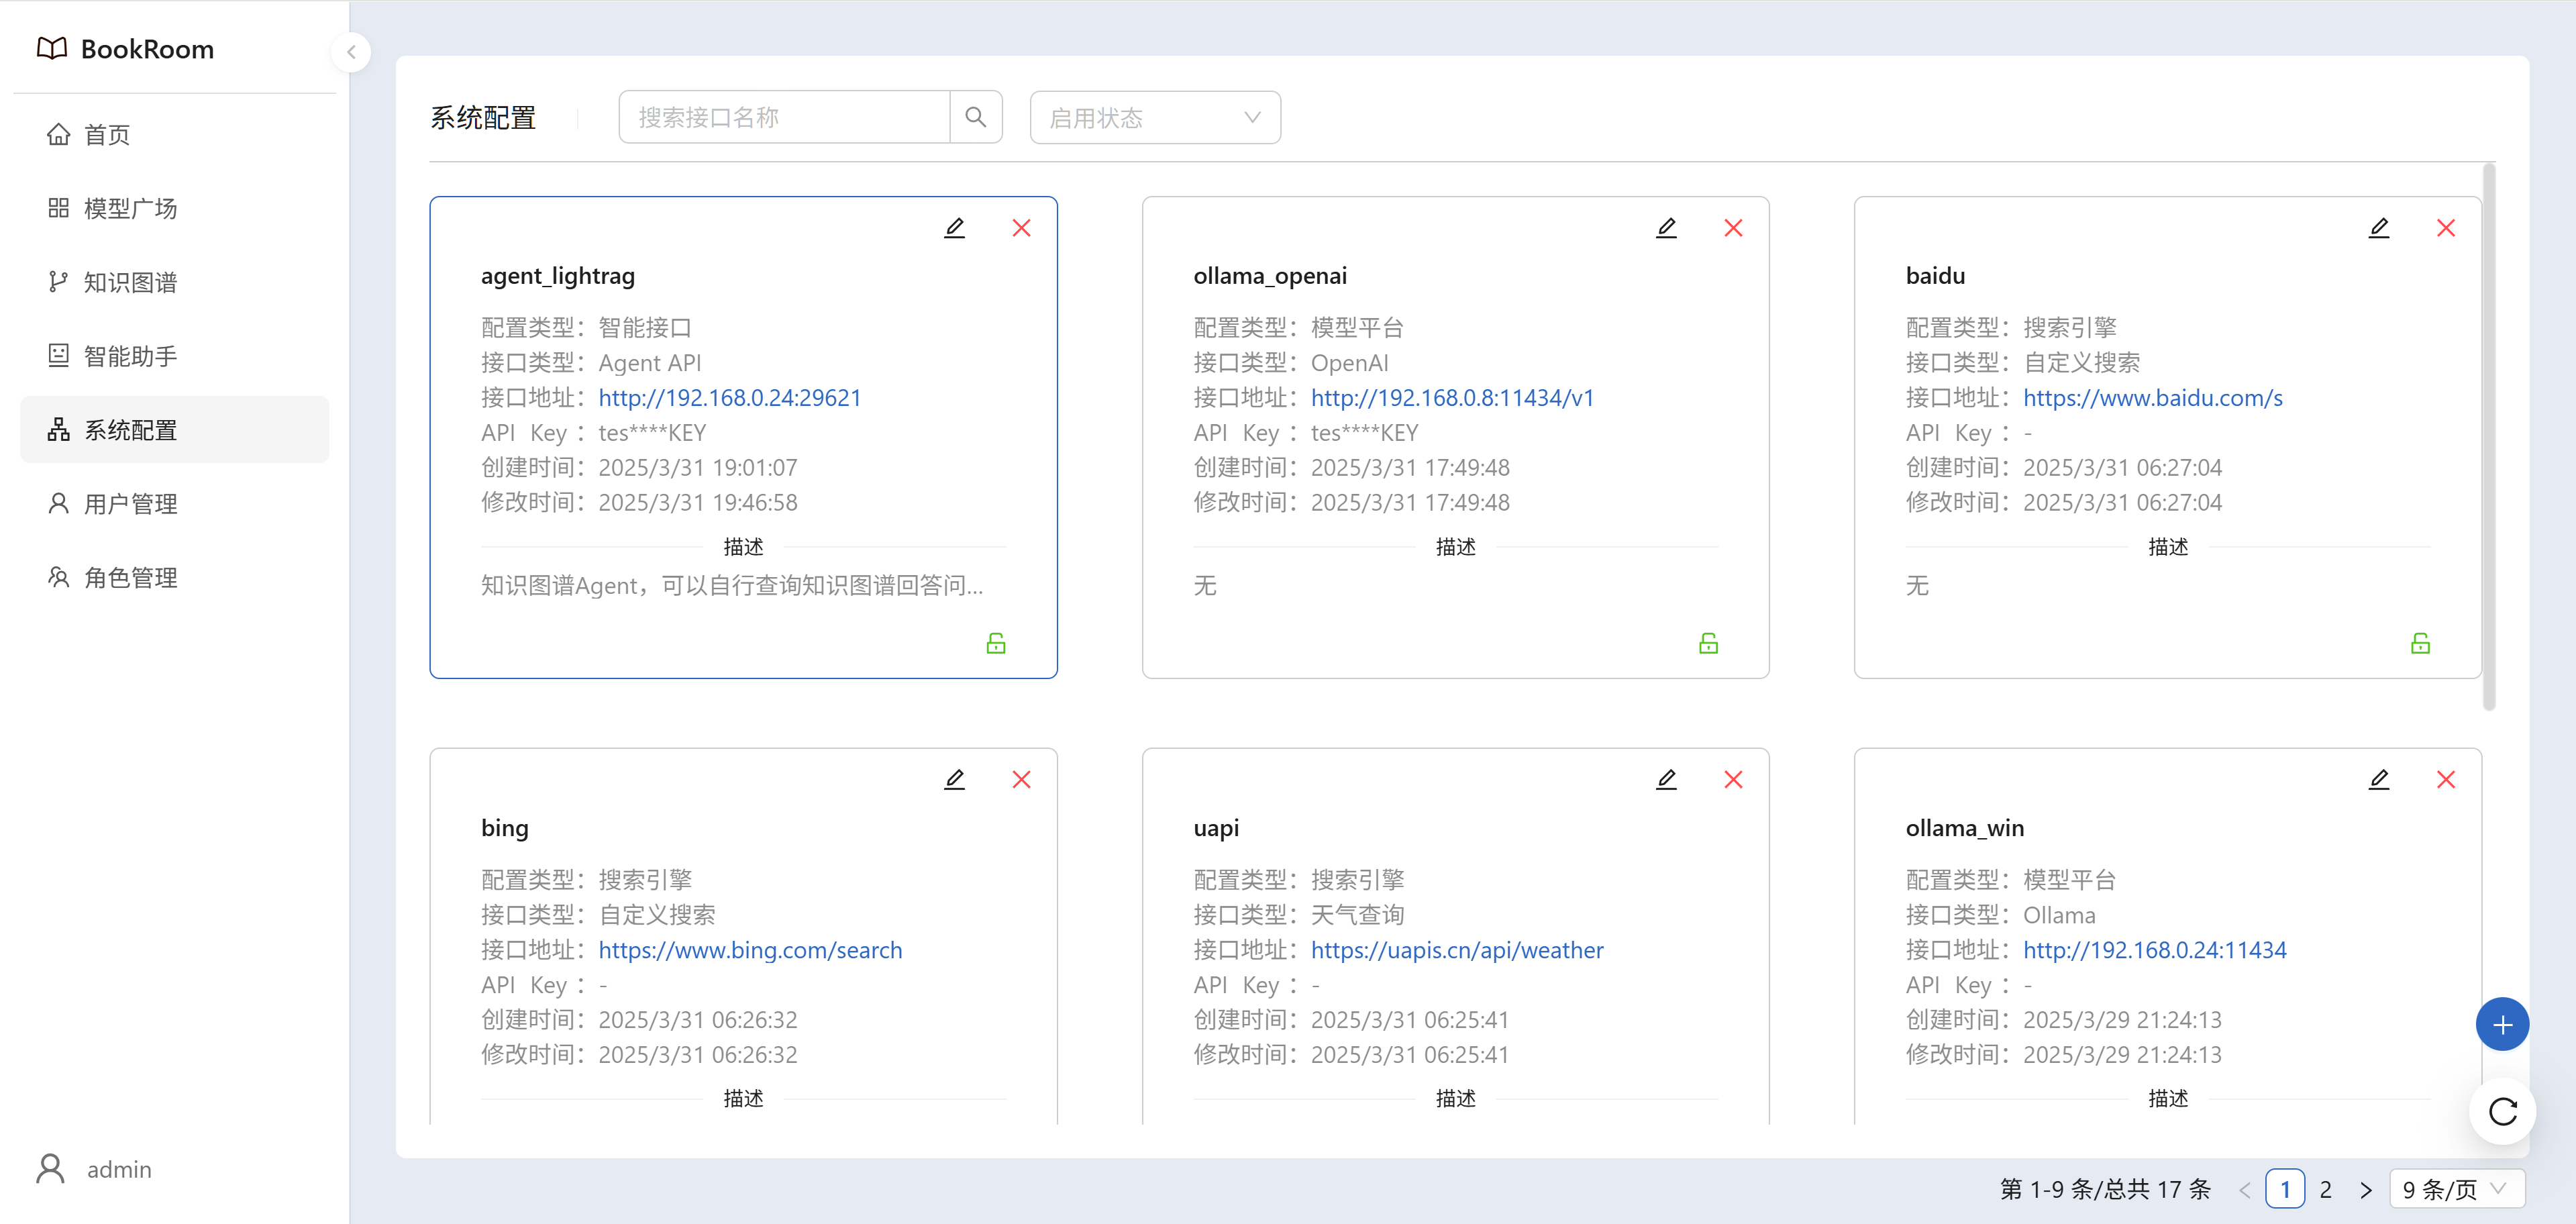 BookRoom
首页
模型广场
知识图谱
智能助手
系统配置
用户管理
角色管理
admin
系统配置
搜索接口名称
启用状态
agent_lightrag
配置类型：智能接口
接口类型：Agent API
接口地址：http://192.168.0.24:29621
API Key ：tes****KEY
创建时间：2025/3/31 19:01:07
修改时间：2025/3/31 19:46:58
描述
知识图谱Agent，可以自行查询知识图谱回答问...
ollama_openai
配置类型：模型平台
接口类型：OpenAI
接口地址：http://192.168.0.8:11434/v1
API Key ：tes****KEY
创建时间：2025/3/31 17:49:48
修改时间：2025/3/31 17:49:48
描述
无
baidu
配置类型：搜索引擎
接口类型：自定义搜索
接口地址：https://www.baidu.com/s
API Key ：-
创建时间：2025/3/31 06:27:04
修改时间：2025/3/31 06:27:04
描述
无
bing
配置类型：搜索引擎
接口类型：自定义搜索
接口地址：https://www.bing.com/search
API Key ：-
创建时间：2025/3/31 06:26:32
修改时间：2025/3/31 06:26:32
描述
uapi
配置类型：搜索引擎
接口类型：天气查询
接口地址：https://uapis.cn/api/weather
API Key ：-
创建时间：2025/3/31 06:25:41
修改时间：2025/3/31 06:25:41
描述
ollama_win
配置类型：模型平台
接口类型：Ollama
接口地址：http://192.168.0.24:11434
API Key ：-
创建时间：2025/3/29 21:24:13
修改时间：2025/3/29 21:24:13
描述
第 1-9 条/总共 17 条 < 1 2 > 9 条/页